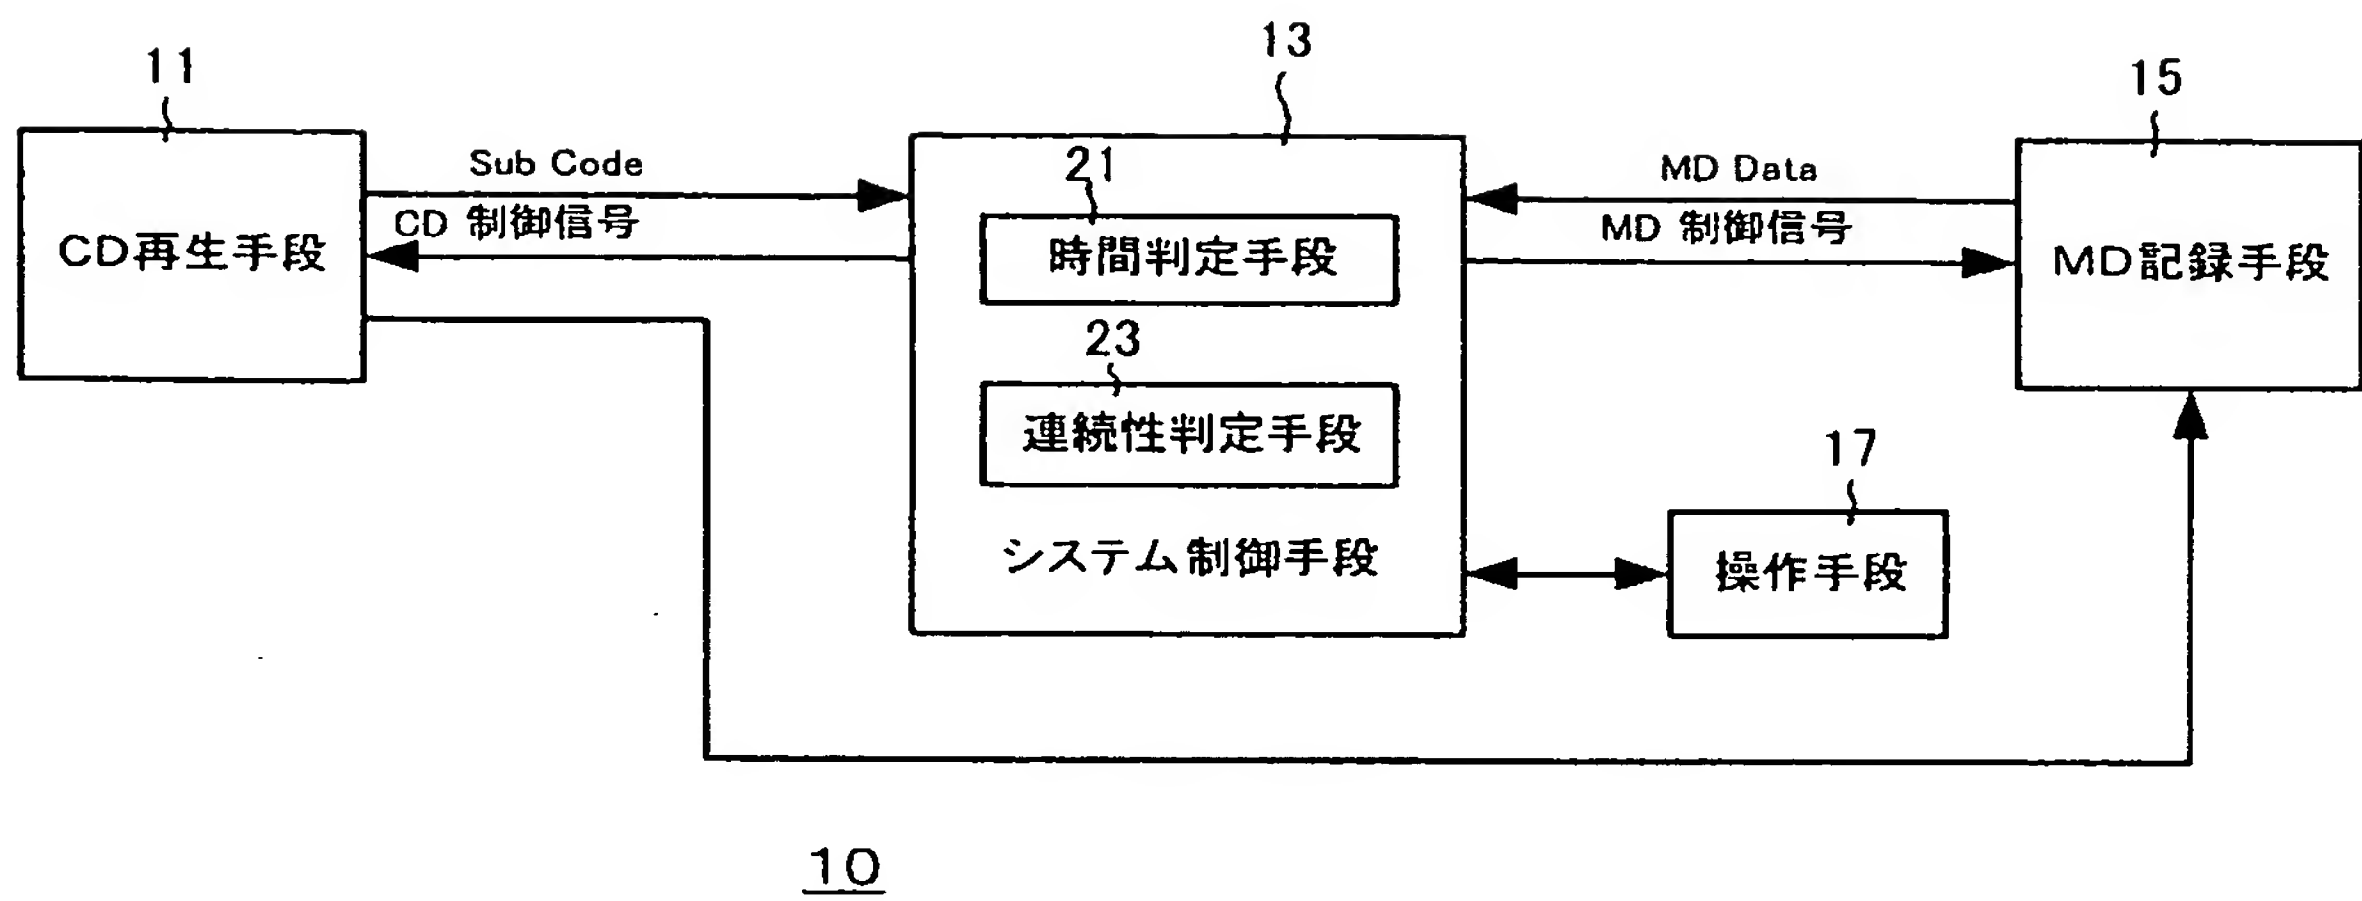 11
13
15
Sub Code
21
MD Data
CD 制御信号
MD 制御信号
CD再生手段
時間判定手段
MD記録手段
23
連続性判定手段
17
システム制御手段
操作手段
10